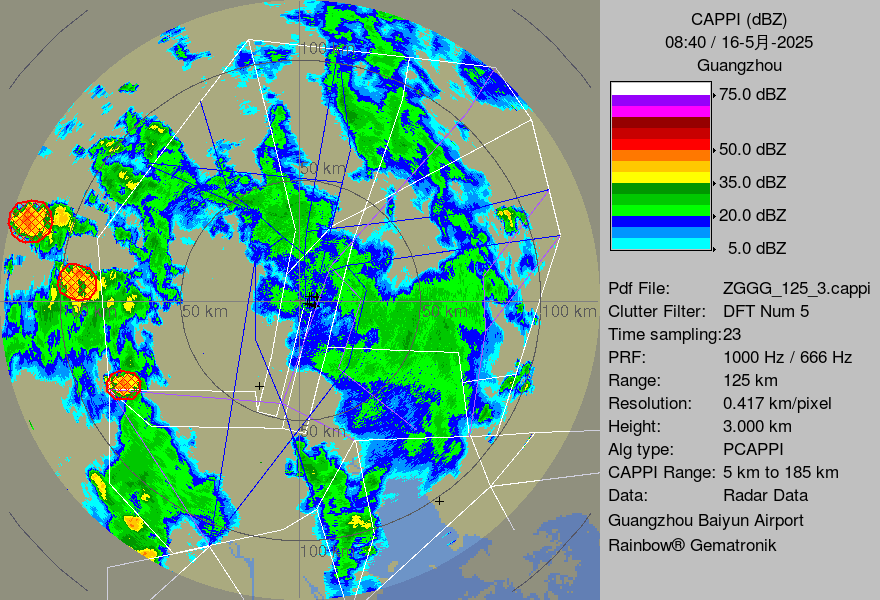 CAPPI (dBZ)
08:40 / 16-5月-2025
Guangzhou
75.0 dBZ
50.0 dBZ
35.0 dBZ
20.0 dBZ
5.0 dBZ
Pdf File: ZGGG_125_3.cappi
Clutter Filter: DFT Num 5
Time sampling:23
PRF: 1000 Hz / 666 Hz
Range: 125 km
Resolution: 0.417 km/pixel
Height: 3.000 km
Alg type: PCAPPI
CAPPI Range: 5 km to 185 km
Data: Radar Data
Guangzhou Baiyun Airport
Rainbow® Gematronik
100 km
50 km
50 km
50 km
100 km
50 km
100 km